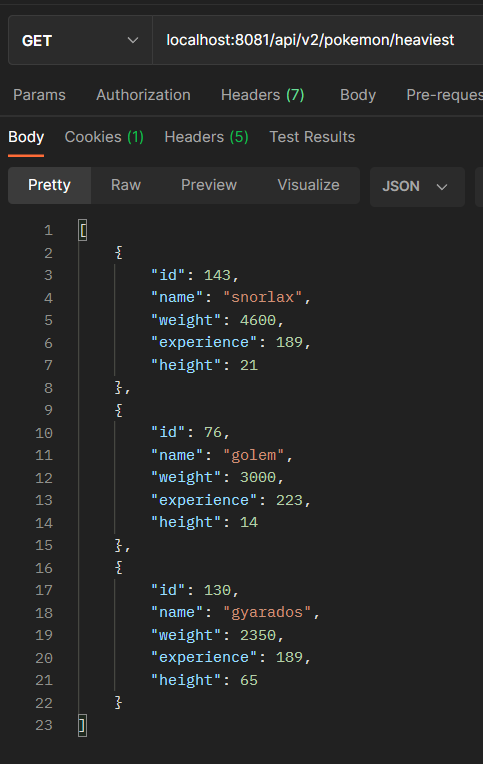 GET localhost:8081/api/v2/pokemon/heaviest
Params Authorization Headers (7) Body Pre-reques
Body Cookies (1) Headers (5) Test Results
Pretty Raw Preview Visualize JSON
1 [
2 {
3 "id": 143,
4 "name": "snorlax",
5 "weight": 4600,
6 "experience": 189,
7 "height": 21
8 },
9 {
10 "id": 76,
11 "name": "golem",
12 "weight": 3000,
13 "experience": 223,
14 "height": 14
15 },
16 {
17 "id": 130,
18 "name": "gyarados",
19 "weight": 2350,
20 "experience": 189,
21 "height": 65
22 }
23 ]